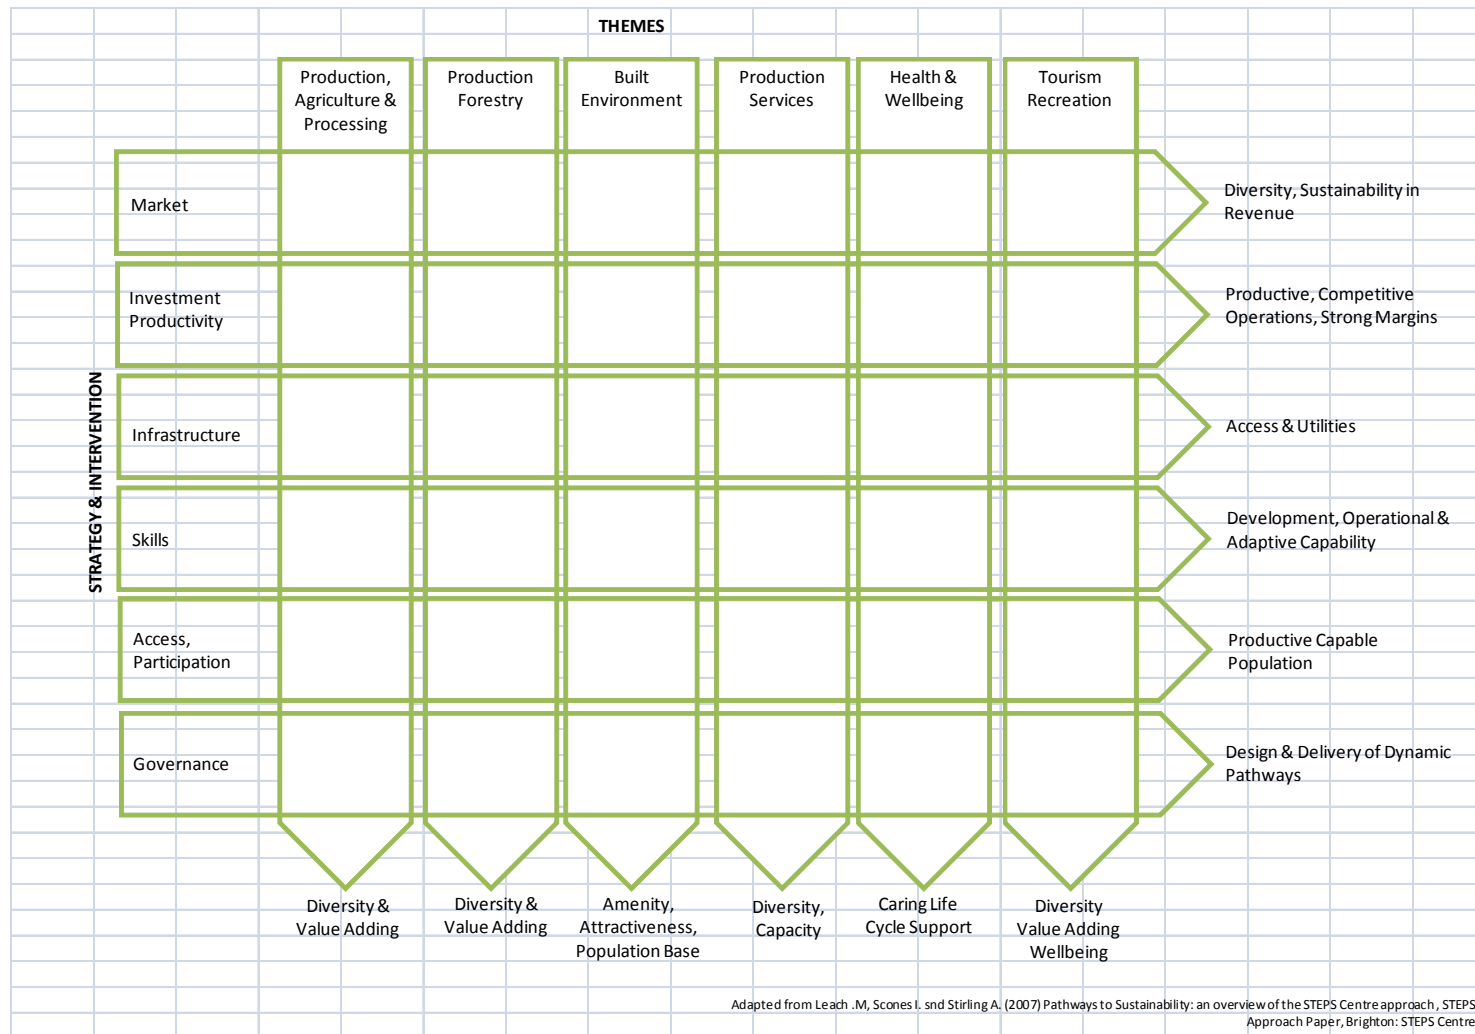 THEMES
Production,
Agriculture &
Processing
Production
Forestry
Built
Environment
Production
Services
Health &
Wellbeing
Tourism
Recreation
STRATEGY & INTERVENTION
Market
Diversity, Sustainability in
Revenue
Investment
Productivity
Productive, Competitive
Operations, Strong Margins
Infrastructure
Access & Utilities
Skills
Development, Operational &
Adaptive Capability
Access,
Participation
Productive Capable
Population
Governance
Design & Delivery of Dynamic
Pathways
Diversity &
Value Adding
Diversity &
Value Adding
Amenity,
Attractiveness,
Population Base
Diversity,
Capacity
Caring Life
Cycle Support
Diversity
Value Adding
Wellbeing
Adapted from Leach .M, Scones I. snd Stirling A. (2007) Pathways to Sustainability: an overview of the STEPS Centre approach, STEPS
Approach Paper, Brighton: STEPS Centre